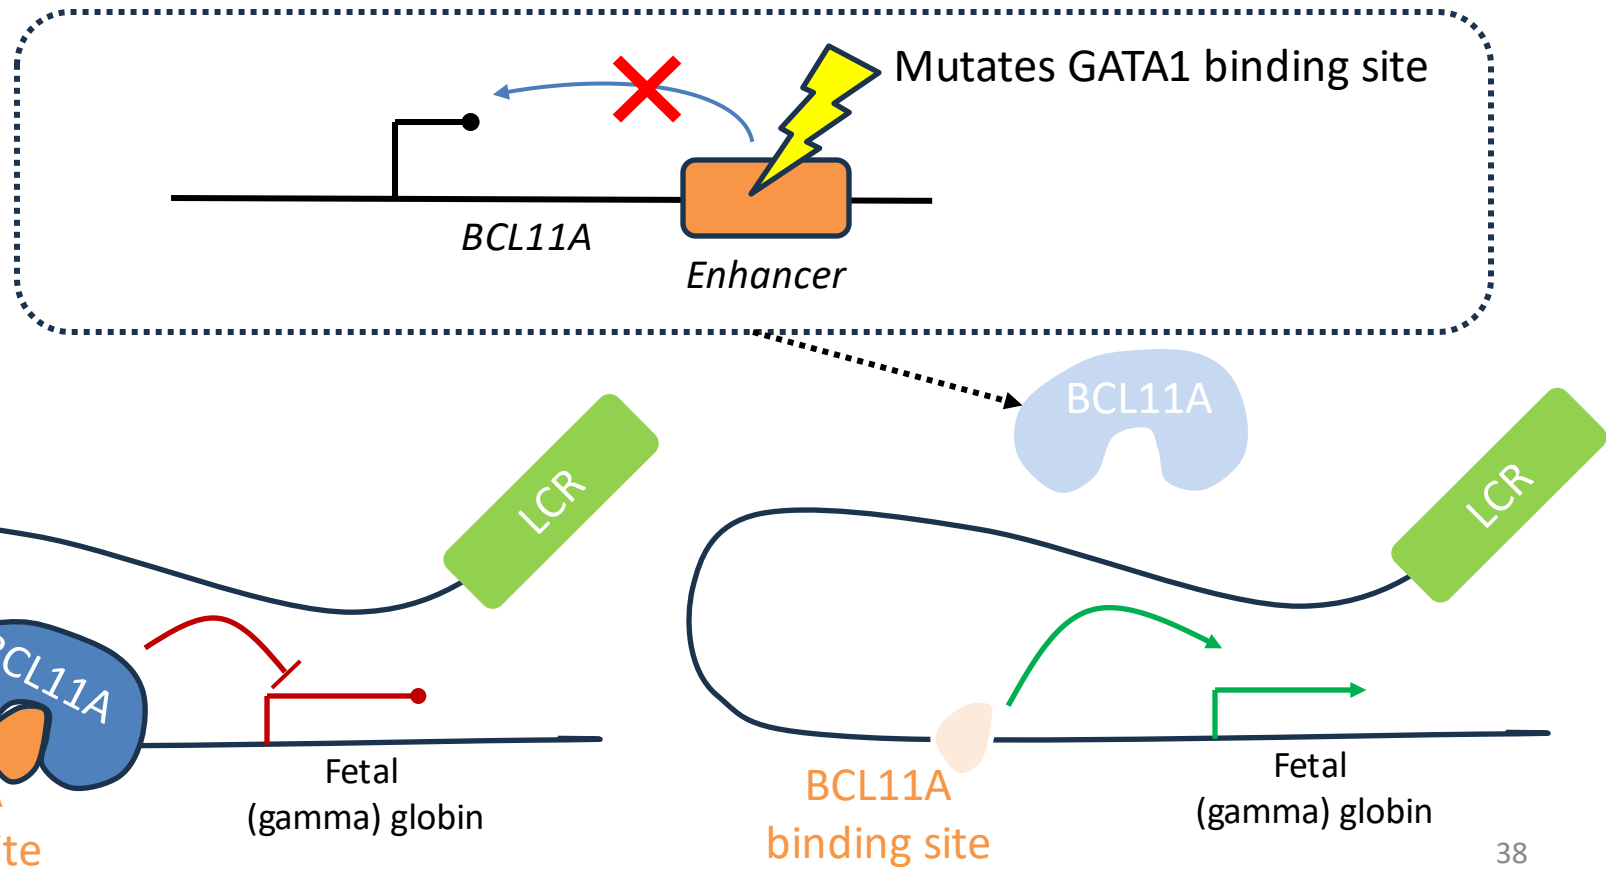 Mutates GATA1 binding site
BCL11A
Enhancer
BCL11A
LCR
LCR
Fetal
(gamma) globin
BCL11A
binding site
Fetal
(gamma) globin
38